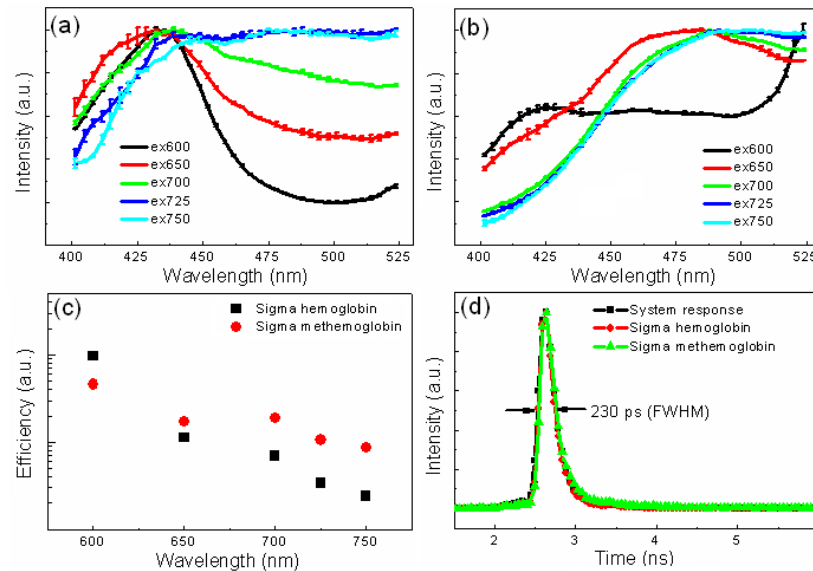 (a)
Intensity (a.u.)
ex600
ex650
ex700
ex725
ex750
400 425 450 475 500 525
Wavelength (nm)
(b)
Intensity (a.u.)
ex600
ex650
ex700
ex725
ex750
400 425 450 475 500 525
Wavelength (nm)
(c)
Sigma hemoglobin
Sigma methemoglobin
Efficiency (a.u.)
600 650 700 750
Wavelength (nm)
(d)
System response
Sigma hemoglobin
Sigma methemoglobin
230 ps (FWHM)
Intensity (a.u.)
2 3 4 5
Time (ns)